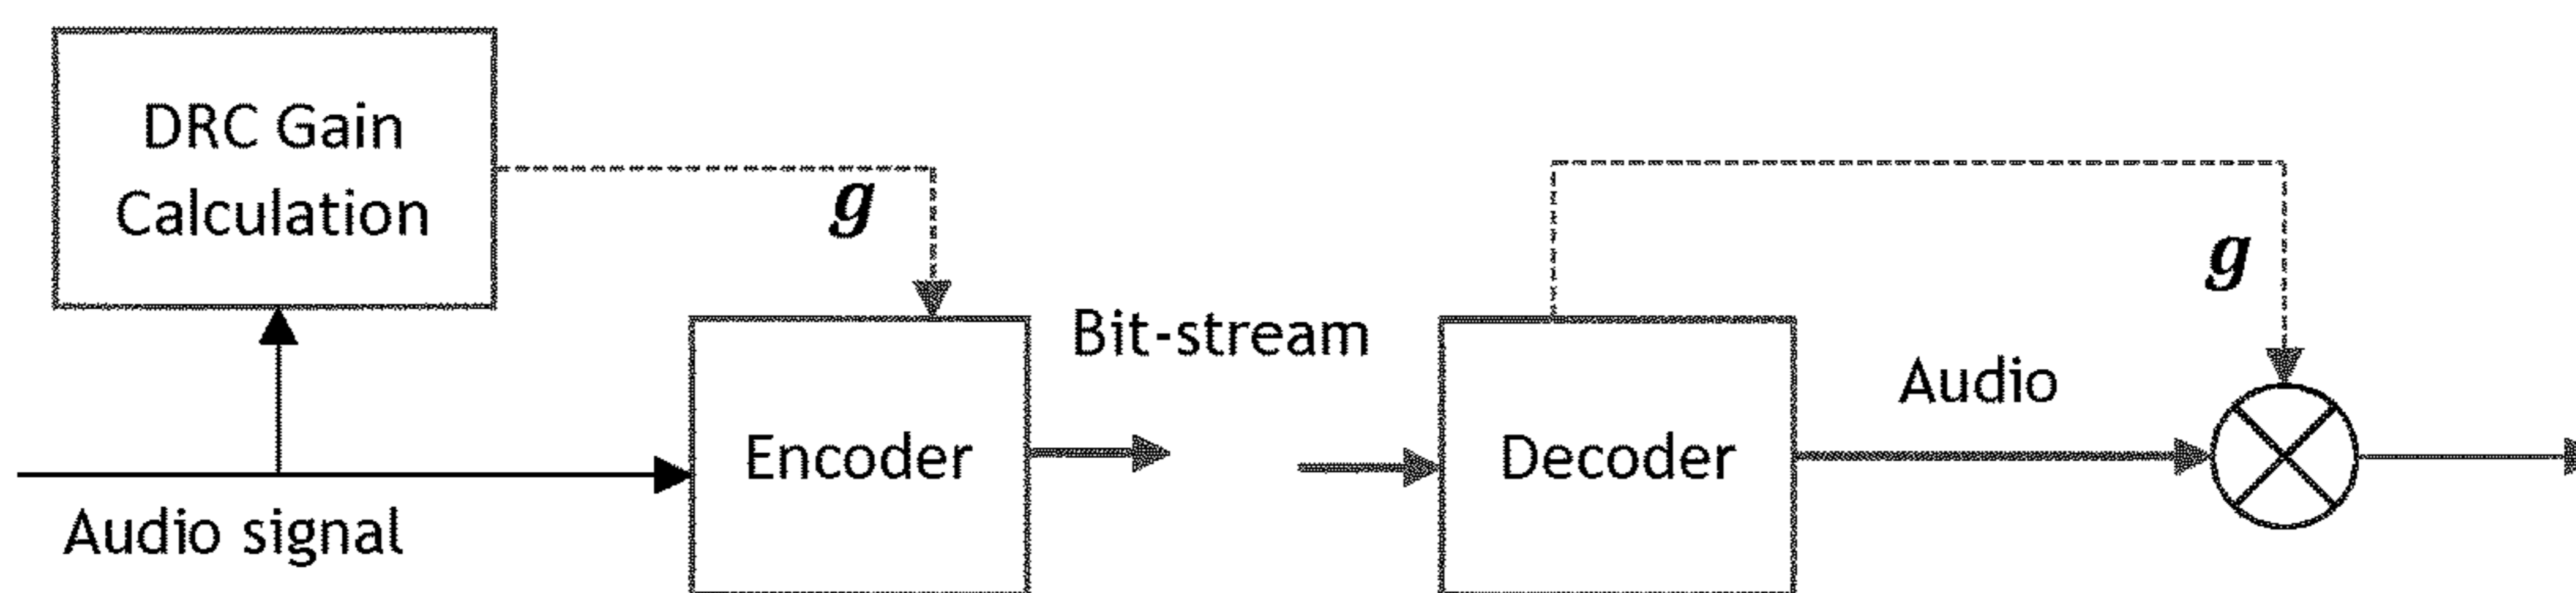 DRC Gain
Calculation
g
Bit-stream
g
Audio
Encoder
Decoder
Audio signal